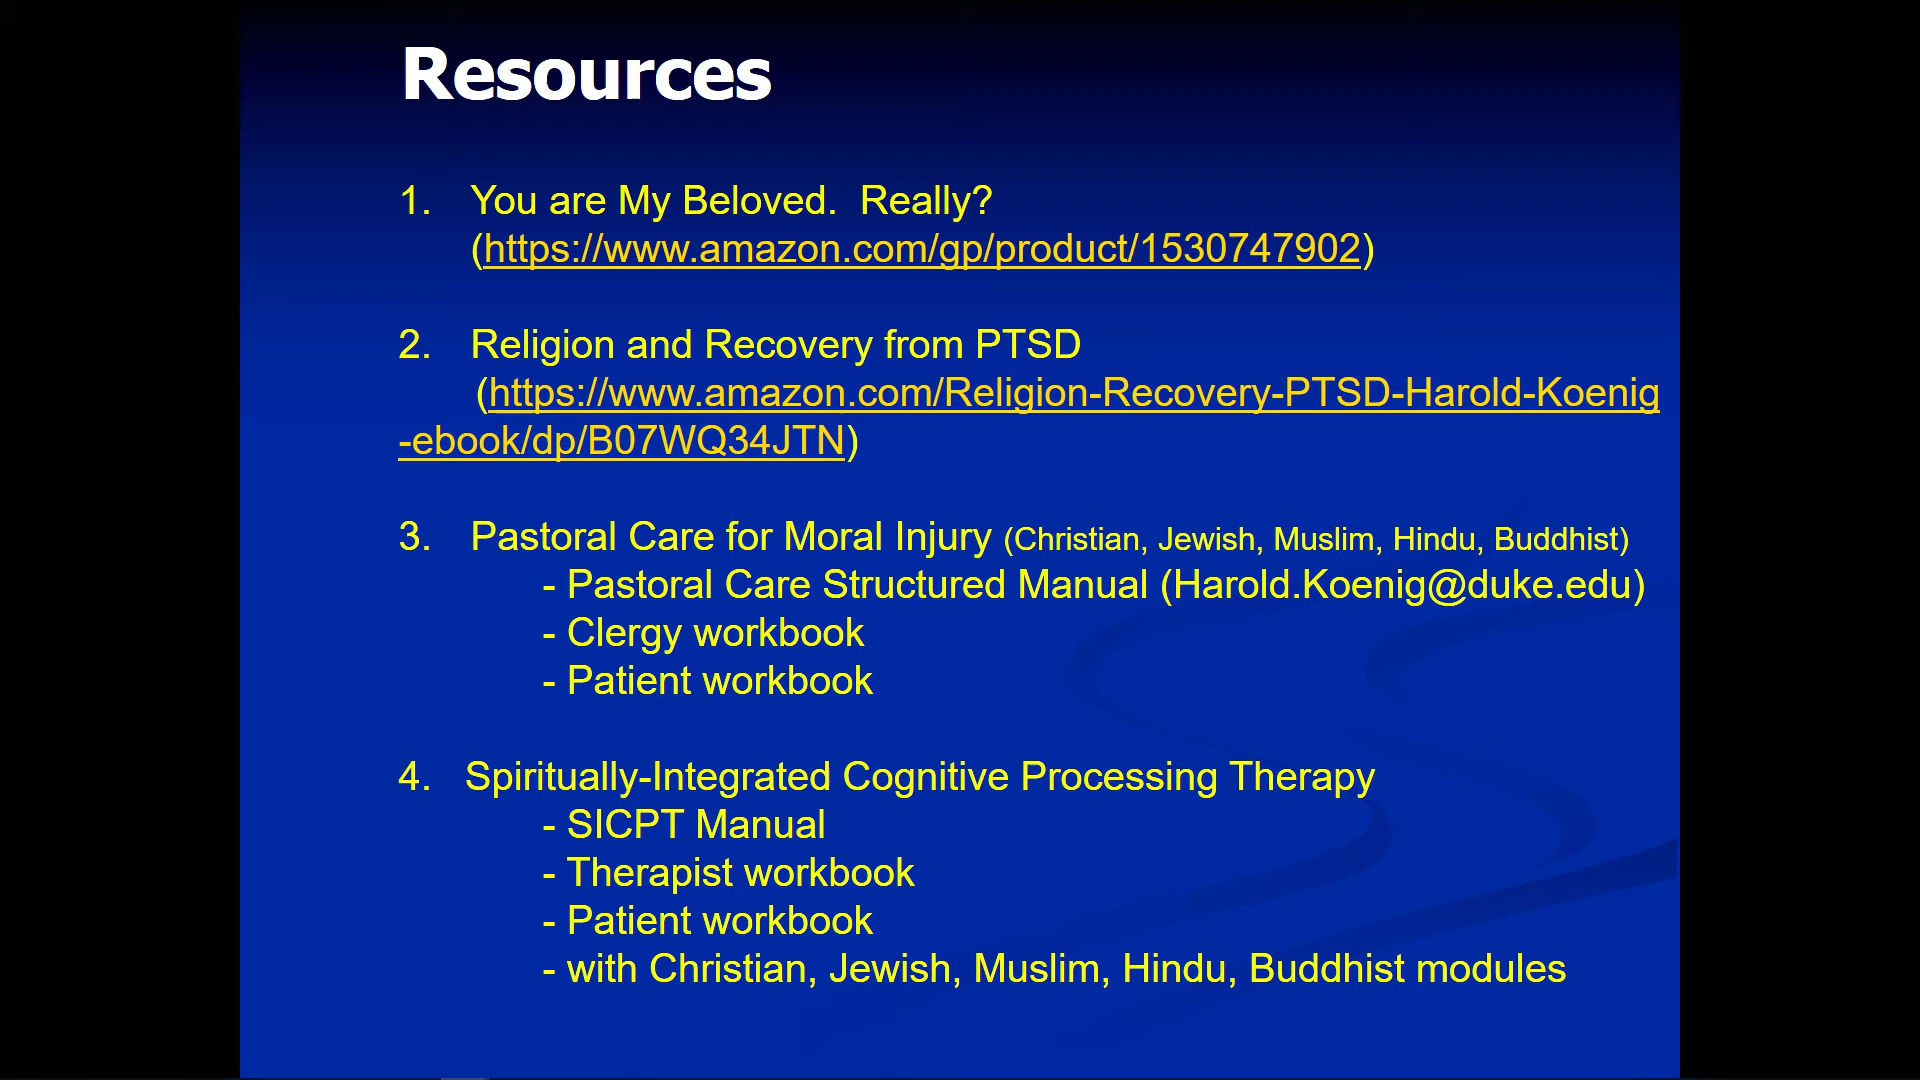 Resources
1. You are My Beloved.  Really?
(https://www.amazon.com/gp/product/1530747902)
2. Religion and Recovery from PTSD
(https://www.amazon.com/Religion-Recovery-PTSD-Harold-Koenig
-ebook/dp/B07WQ34JTN)
3. Pastoral Care for Moral Injury (Christian, Jewish, Muslim, Hindu, Buddhist)
- Pastoral Care Structured Manual (Harold.Koenig@duke.edu)
- Clergy workbook
- Patient workbook
4. Spiritually-Integrated Cognitive Processing Therapy
- SICPT Manual
- Therapist workbook
- Patient workbook
- with Christian, Jewish, Muslim, Hindu, Buddhist modules